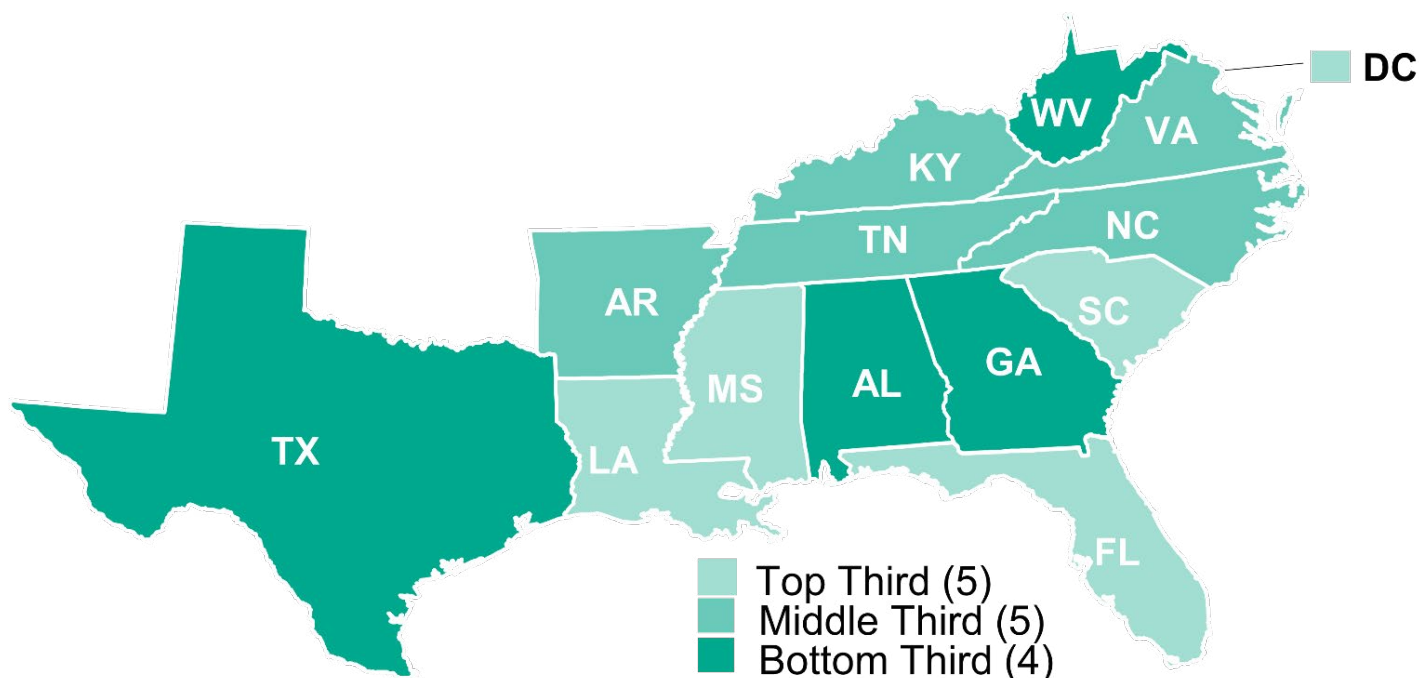 DC
WV
VA
KY
NC
TN
AR
SC
GA
MS
AL
TX
LA
FL
Top Third (5)
Middle Third (5)
Bottom Third (4)